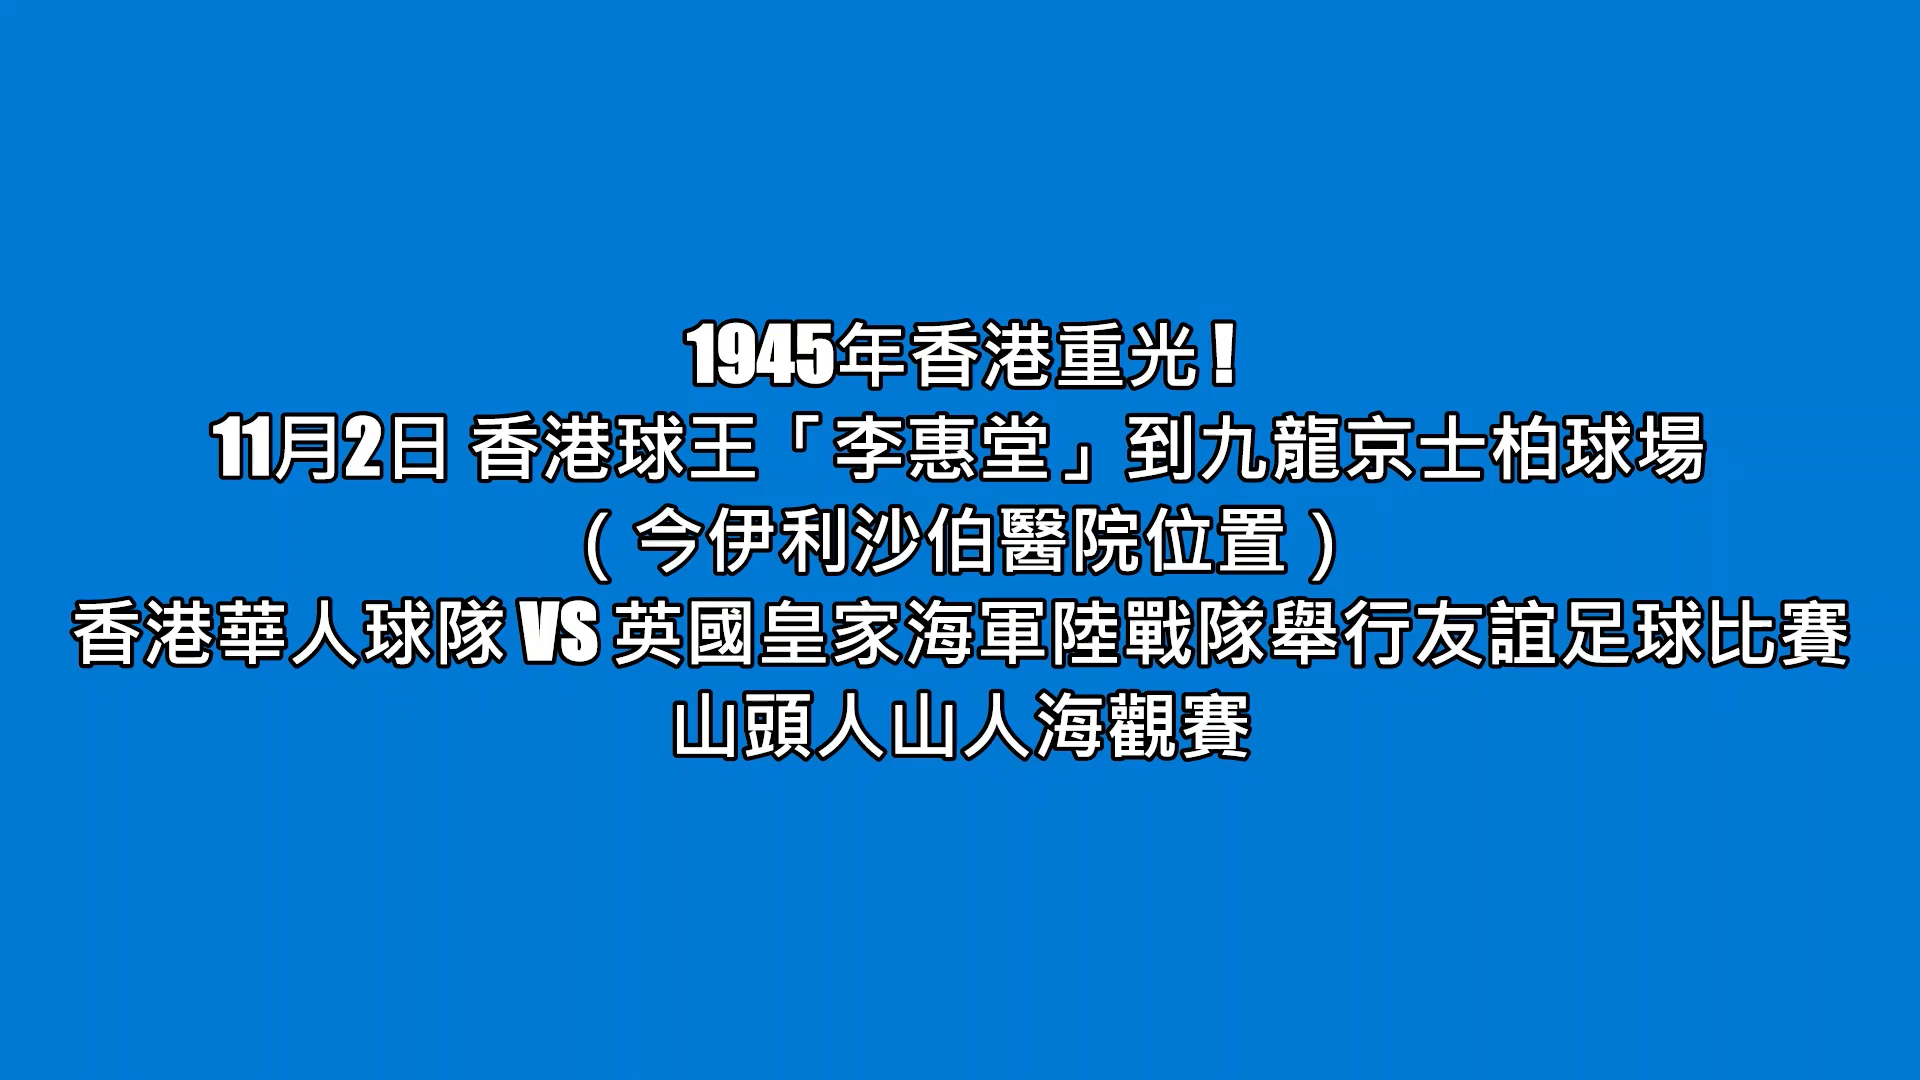 1945年香港重光!
11月2日 香港球王「李惠堂」到九龍京士柏球場
（今伊利沙伯醫院位置）
香港華人球隊 VS 英國皇家海軍陸戰隊舉行友誼足球比賽
山頭人山人海觀賽